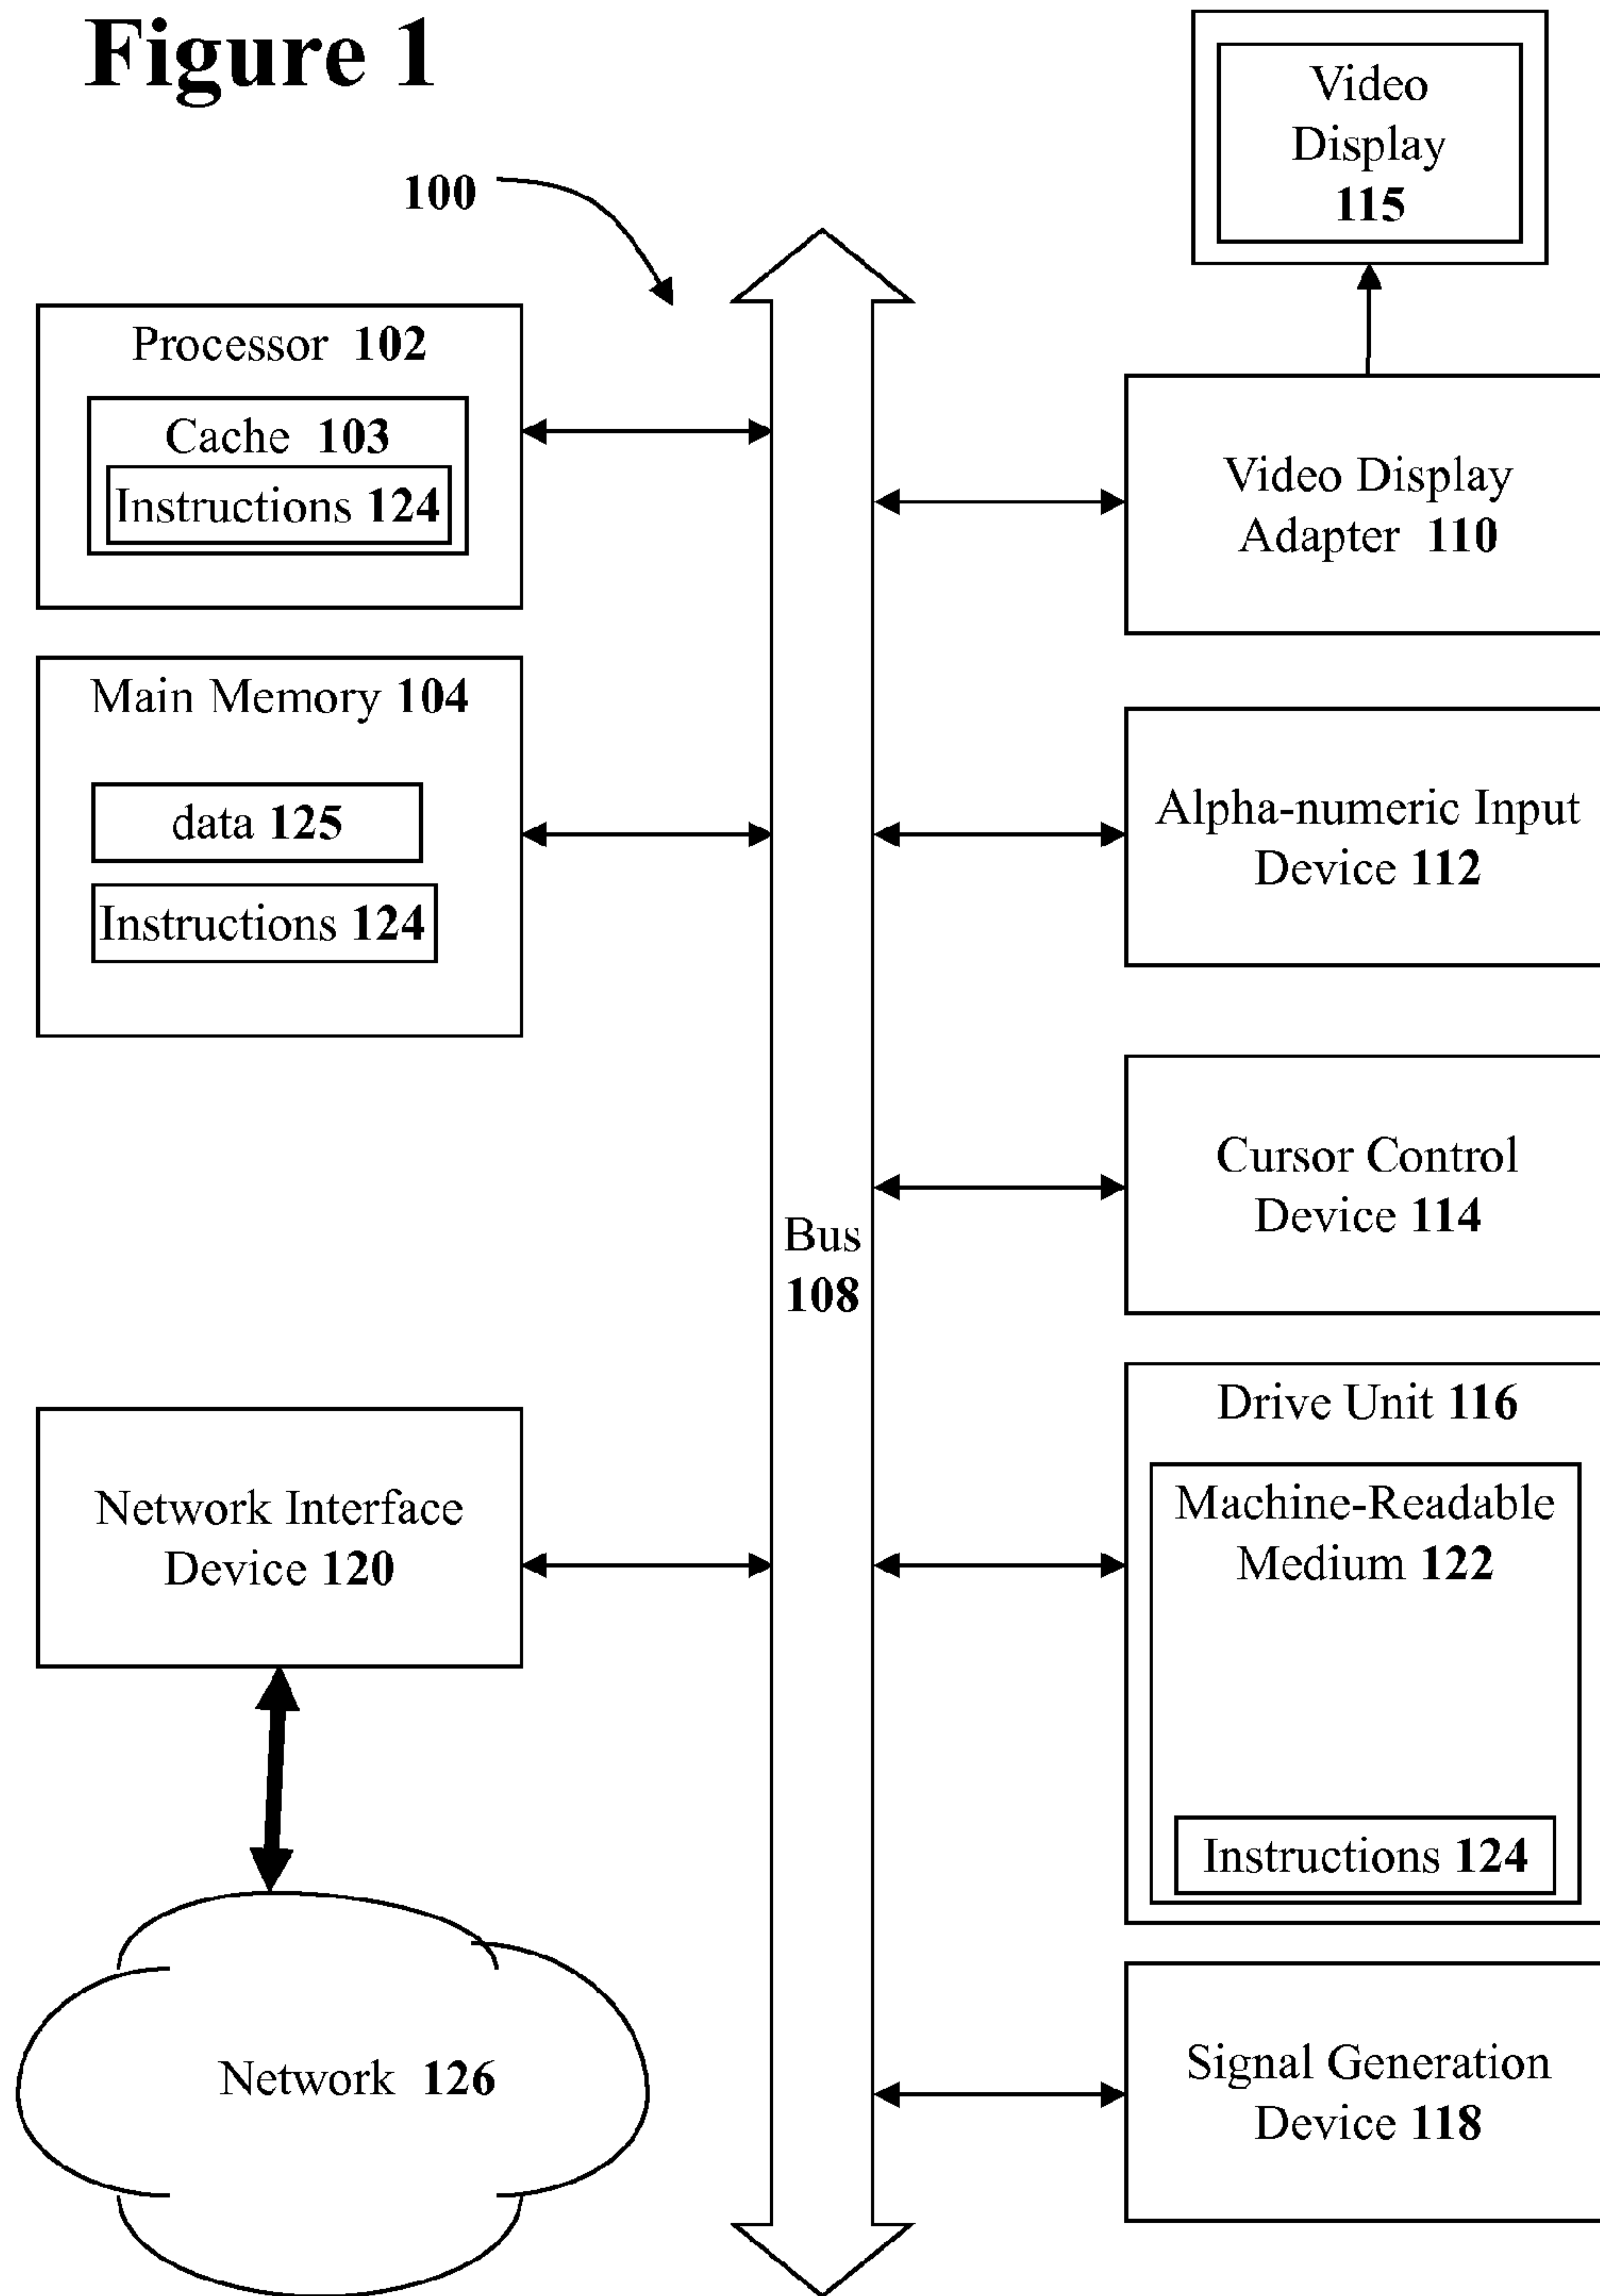 Figure 1
100
Video
Display
115
Processor 102
Cache 103
Instructions 124
Video Display
Adapter 110
Main Memory 104
data 125
Instructions 124
Alpha-numeric Input
Device 112
Cursor Control
Device 114
Bus
108
Drive Unit 116
Machine-Readable
Medium 122
Instructions 124
Network Interface
Device 120
Network 126
Signal Generation
Device 118